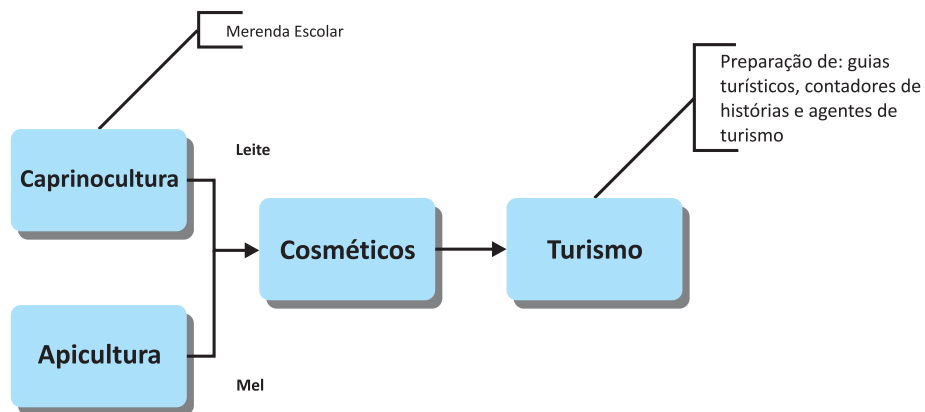 Merenda Escolar
Preparação de: guias
turísticos, contadores de
histórias e agentes de
turismo
Leite
Caprinocultura
Cosméticos
Turismo
Apicultura
Mel